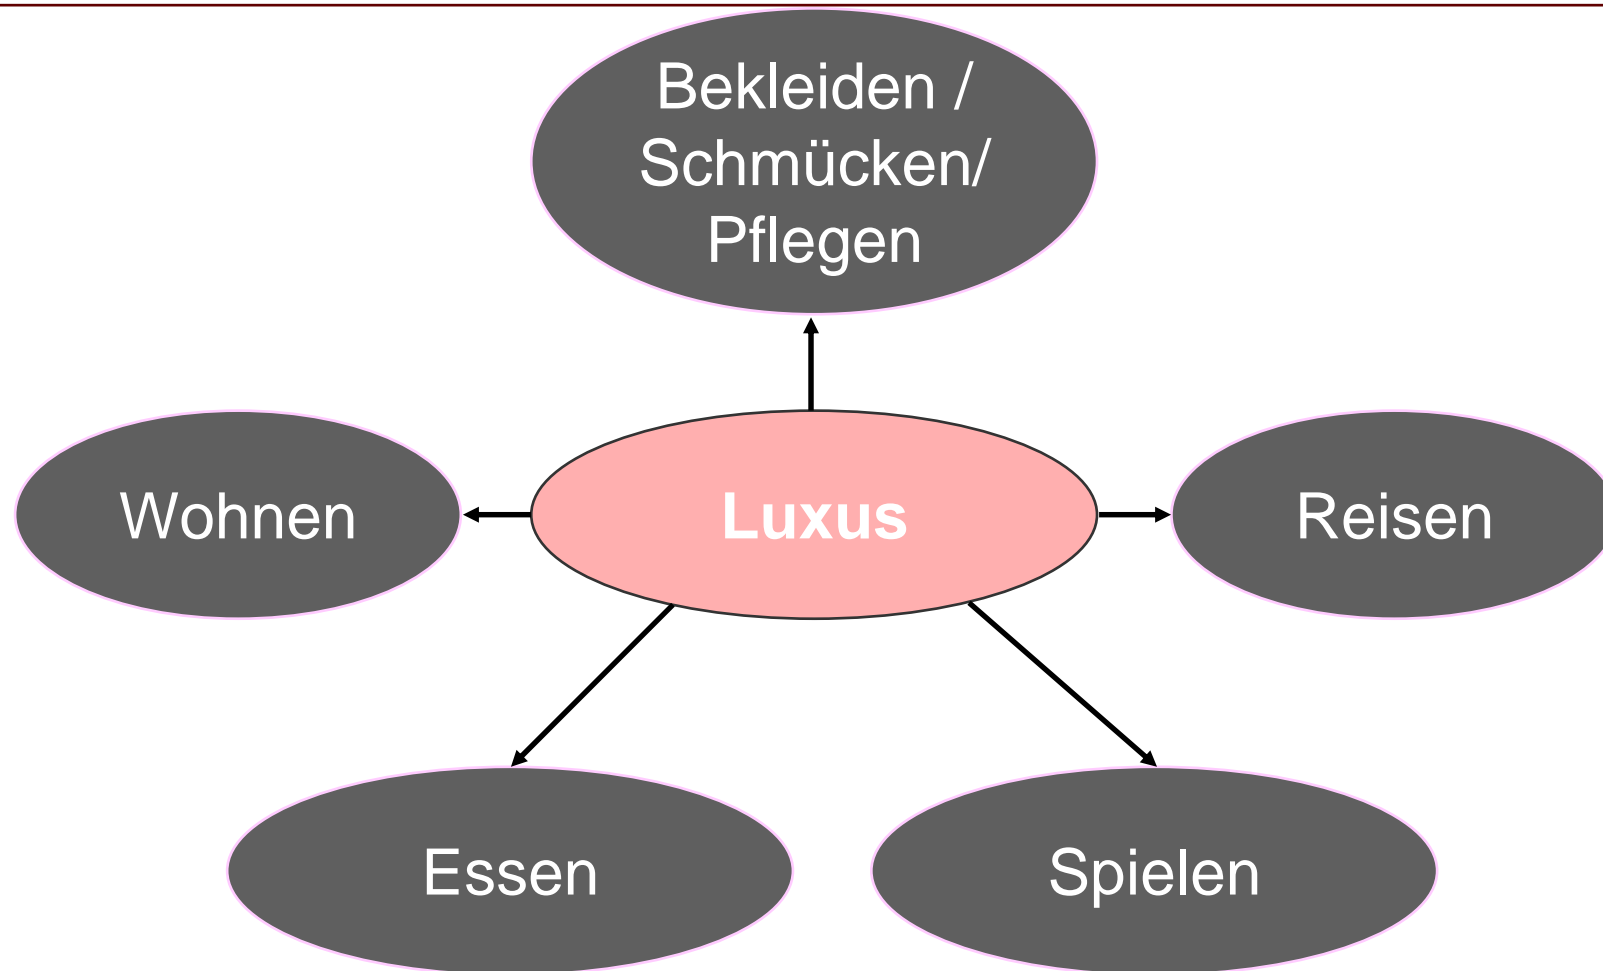 Bekleiden /
Schmücken/
Pflegen
Wohnen
Luxus
Reisen
Essen
Spielen